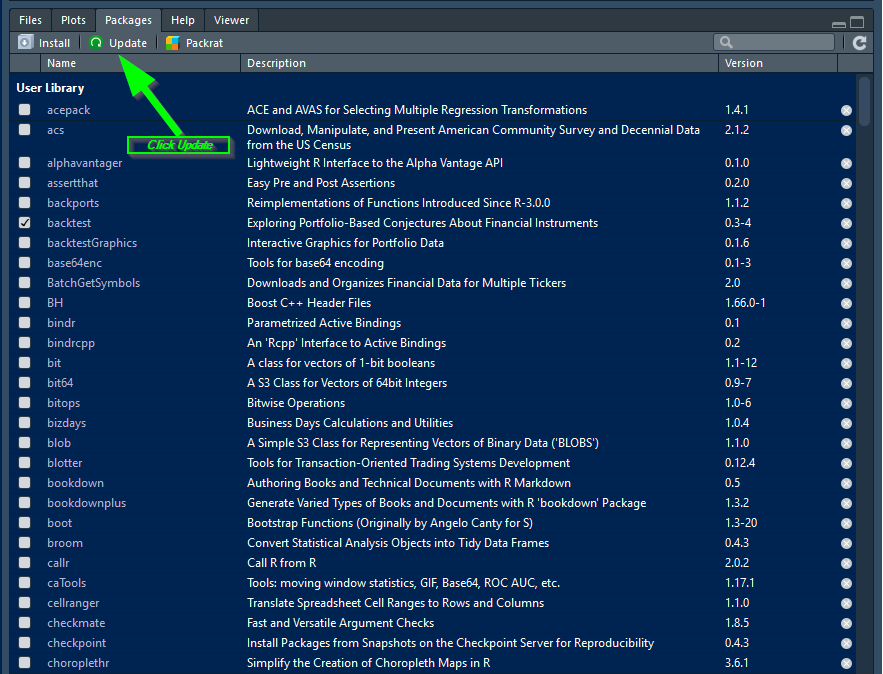 Files Plots Packages Help Viewer
Install Update Packrat
Name Description Version
Click Update
User Library
acepack ACE and AVAS for Selecting Multiple Regression Transformations 1.4.1
acs Download, Manipulate, and Present American Community Survey and Decennial Data 2.1.2
from the US Census
alphavantager Lightweight R Interface to the Alpha Vantage API 0.1.0
assertthat Easy Pre and Post Assertions 0.2.0
backports Reimplementations of Functions Introduced Since R-3.0.0 1.1.2
backtest Exploring Portfolio-Based Conjectures About Financial Instruments 0.3-4
backtestGraphics Interactive Graphics for Portfolio Data 0.1.6
base64enc Tools for base64 encoding 0.1-3
BatchGetSymbols Downloads and Organizes Financial Data for Multiple Tickers 2.0
BH Boost C++ Header Files 1.66.0-1
bindr Parametrized Active Bindings 0.1
bindrcpp An 'Rcpp' Interface to Active Bindings 0.2
bit A class for vectors of 1-bit booleans 1.1-12
bit64 A S3 Class for Vectors of 64bit Integers 0.9-7
bitops Bitwise Operations 1.0-6
bizdays Business Days Calculations and Utilities 1.0.4
blob A Simple S3 Class for Representing Vectors of Binary Data ('BLOBS') 1.1.0
blotter Tools for Transaction-Oriented Trading Systems Development 0.12.4
bookdown Authoring Books and Technical Documents with R Markdown 0.5
bookdownplus Generate Varied Types of Books and Documents with R 'bookdown' Package 1.3.2
boot Bootstrap Functions (Originally by Angelo Canty for S) 1.3-20
broom Convert Statistical Analysis Objects into Tidy Data Frames 0.4.3
callr Call R from R 2.0.2
caTools Tools: moving window statistics, GIF, Base64, ROC AUC, etc. 1.17.1
cellranger Translate Spreadsheet Cell Ranges to Rows and Columns 1.1.0
checkmate Fast and Versatile Argument Checks 1.8.5
checkpoint Install Packages from Snapshots on the Checkpoint Server for Reproducibility 0.4.3
choroplethr Simplify the Creation of Choropleth Maps in R 3.6.1